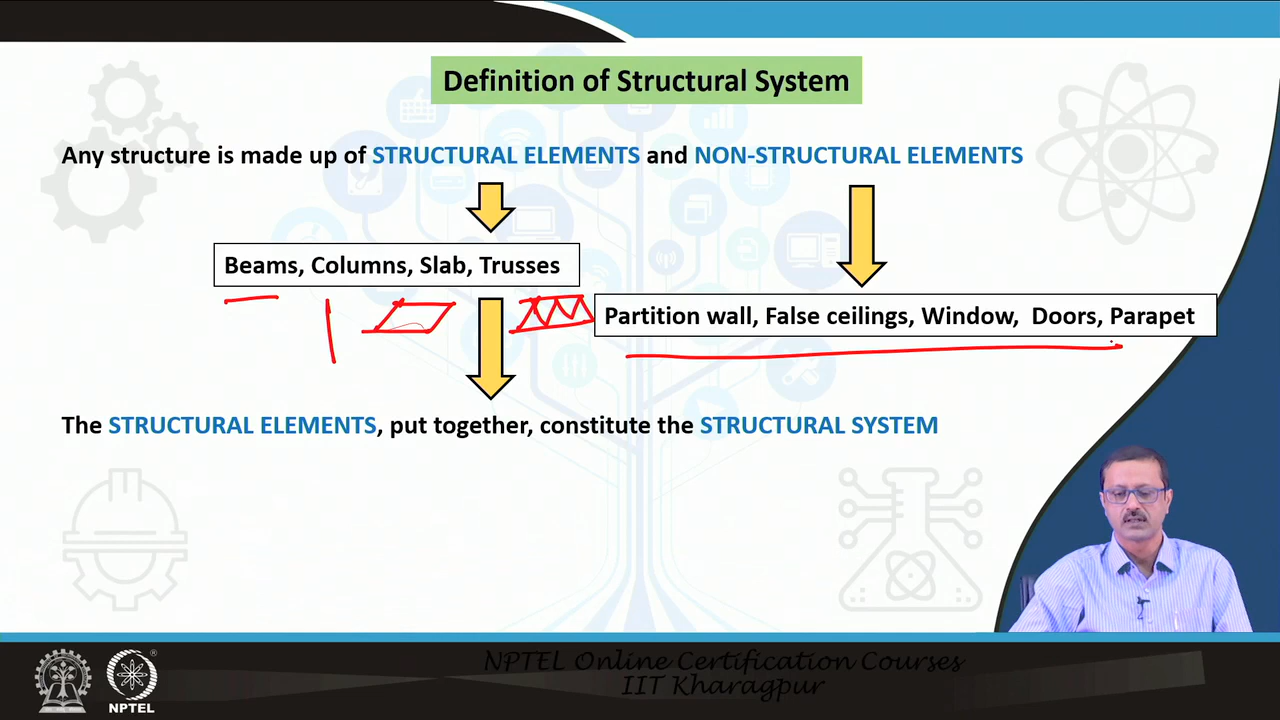 Definition of Structural System
Any structure is made up of STRUCTURAL ELEMENTS and NON-STRUCTURAL ELEMENTS
Beams, Columns, Slab, Trusses
Partition wall, False ceilings, Window, Doors, Parapet
The STRUCTURAL ELEMENTS, put together, constitute the STRUCTURAL SYSTEM
NPTEL Online Certification Courses
IIT Kharagpur
NPTEL